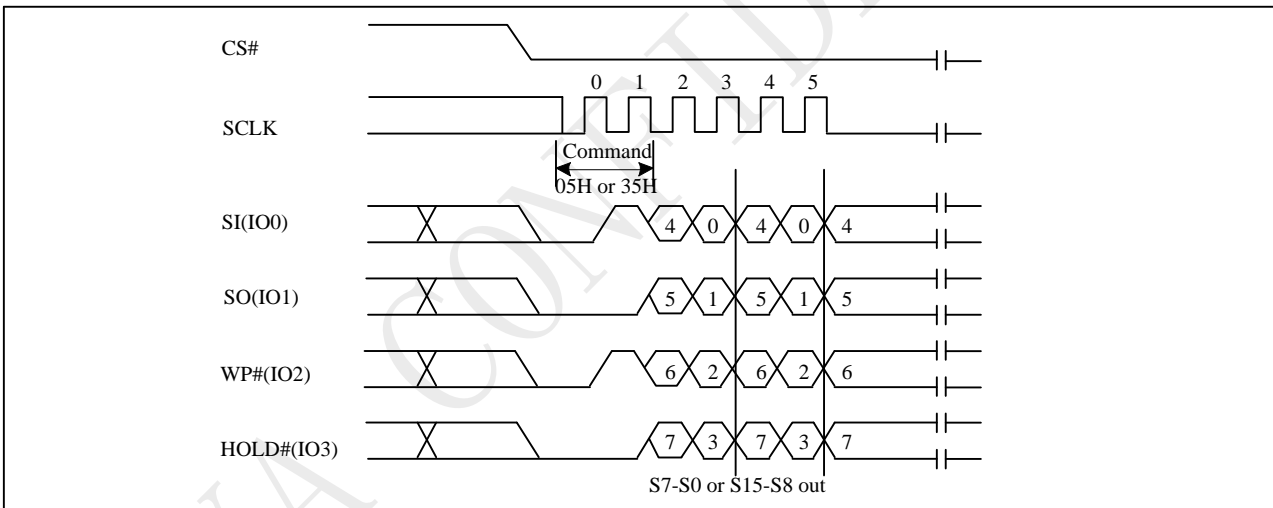 CS#
0 1 2 3 4 5
SCLK
Command
05H or 35H
SI(IO0) 4 0 4 0 4
SO(IO1) 5 1 5 1 5
WP#(IO2) 6 2 6 2 6
HOLD#(IO3) 7 3 7 3 7
S7-S0 or S15-S8 out